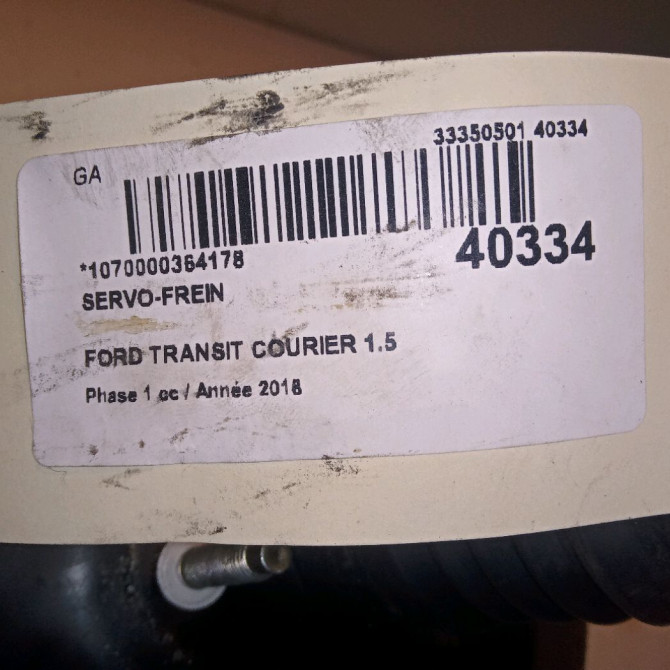 33350501 40334
GA
*1070000364178
40334
SERVO-FREIN
FORD TRANSIT COURIER 1.5
Phase 1 cc / Année 2018